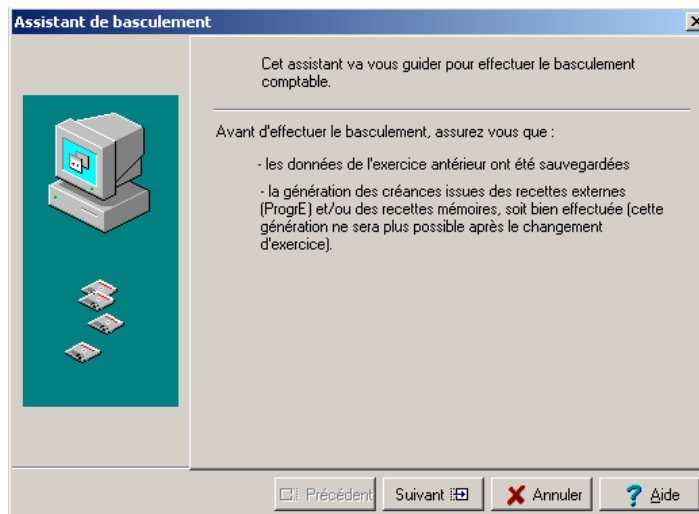 Assistant de basculement
Cet assistant va vous guider pour effectuer le basculement
comptable.
Avant d'effectuer le basculement, assurez vous que :
- les données de l'exercice antérieur ont été sauvegardées
- la génération des créances issues des recettes externes
(ProgrE) et/ou des recettes mémoires, soit bien effectuée (cette
génération ne sera plus possible après le changement
d'exercice).
Précédent
Suivant
Annuler
Aide